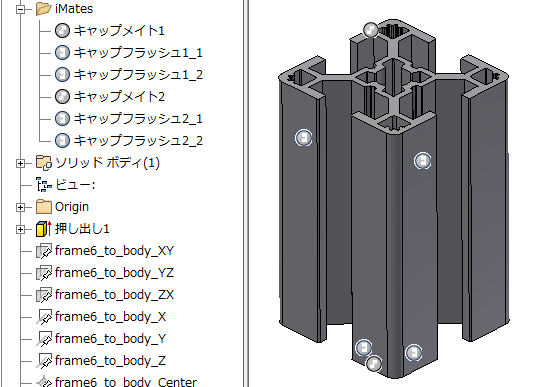 iMates
キャップメイト1
キャップフラッシュ1_1
キャップフラッシュ1_2
キャップメイト2
キャップフラッシュ2_1
キャップフラッシュ2_2
ソリッド ボディ(1)
ビュー:
Origin
押し出し1
frame6_to_body_XY
frame6_to_body_YZ
frame6_to_body_ZX
frame6_to_body_X
frame6_to_body_Y
frame6_to_body_Z
frame6_to_body_Center